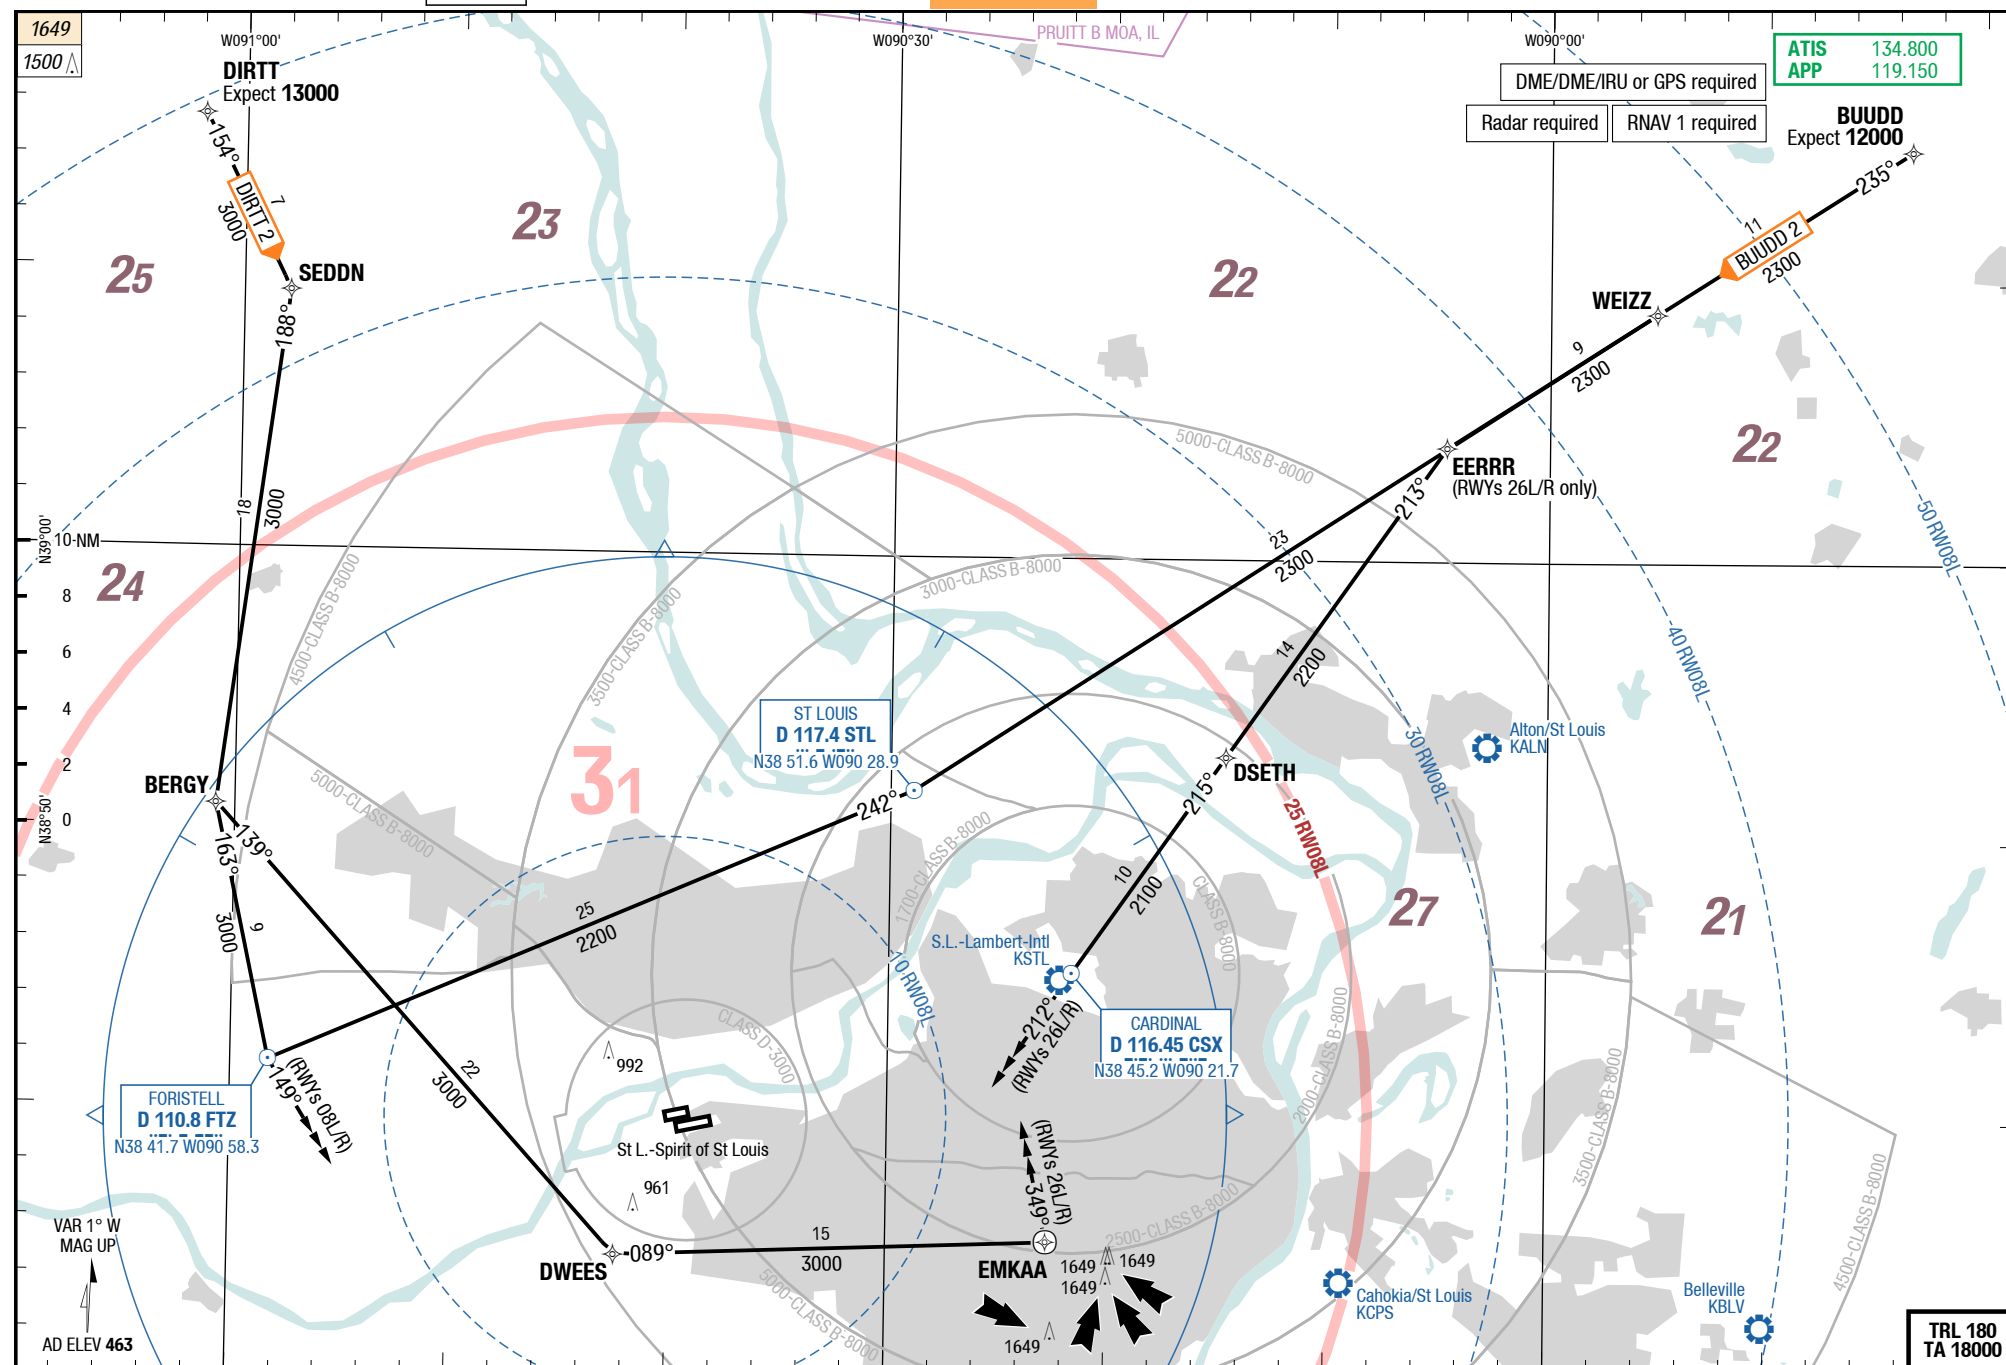 1649
1500
W091°00'
W090°30'
W090°00'
PRUITT B MOA, IL
ATIS 134.800
APP 119.150
DME/DME/IRU or GPS required
Radar required
RNAV 1 required
DIRTT
Expect 13000
154°
DIRTT 2
7
3000
SEDDN
188°
18
3000
BUUDD
Expect 12000
235°
11
BUUDD 2
2300
WEIZZ
9
2300
EERRR
(RWYs 26L/R only)
213°
23
2300
14
2200
25
23
22
22
24
31
27
21
5000-CLASS B-8000
3000-CLASS B-8000
4500-CLASS B-8000
3500-CLASS B-8000
5000-CLASS B-8000
1700-CLASS B-8000
CLASS B-8000
CLASS D-3000
2000-CLASS B-8000
3500-CLASS B-8000
2500-CLASS B-8000
4500-CLASS B-8000
5000-CLASS B-8000
N39°00'
10-NM
8
6
4
2
0
N38°50'
50 RW08L
40 RW08L
30 RW08L
25 RW08L
10 RW08L
ST LOUIS
D 117.4 STL
N38 51.6 W090 28.9
242°
25
2200
Alton/St Louis
KALN
DSETH
215°
10
2100
BERGY
139°
163°
9
3000
22
3000
S.L.-Lambert-Intl
KSTL
212°
(RWYs 26L/R)
CARDINAL
D 116.45 CSX
N38 45.2 W090 21.7
FORISTELL
D 110.8 FTZ
N38 41.7 W090 58.3
(RWYs 08L/R)
149°
992
St L.-Spirit of St Louis
961
DWEES
089°
15
3000
EMKAA
349°
(RWYs 26L/R)
1649
1649
1649
1649
Cahokia/St Louis
KCPS
Belleville
KBLV
VAR 1° W
MAG UP
AD ELEV 463
TRL 180
TA 18000